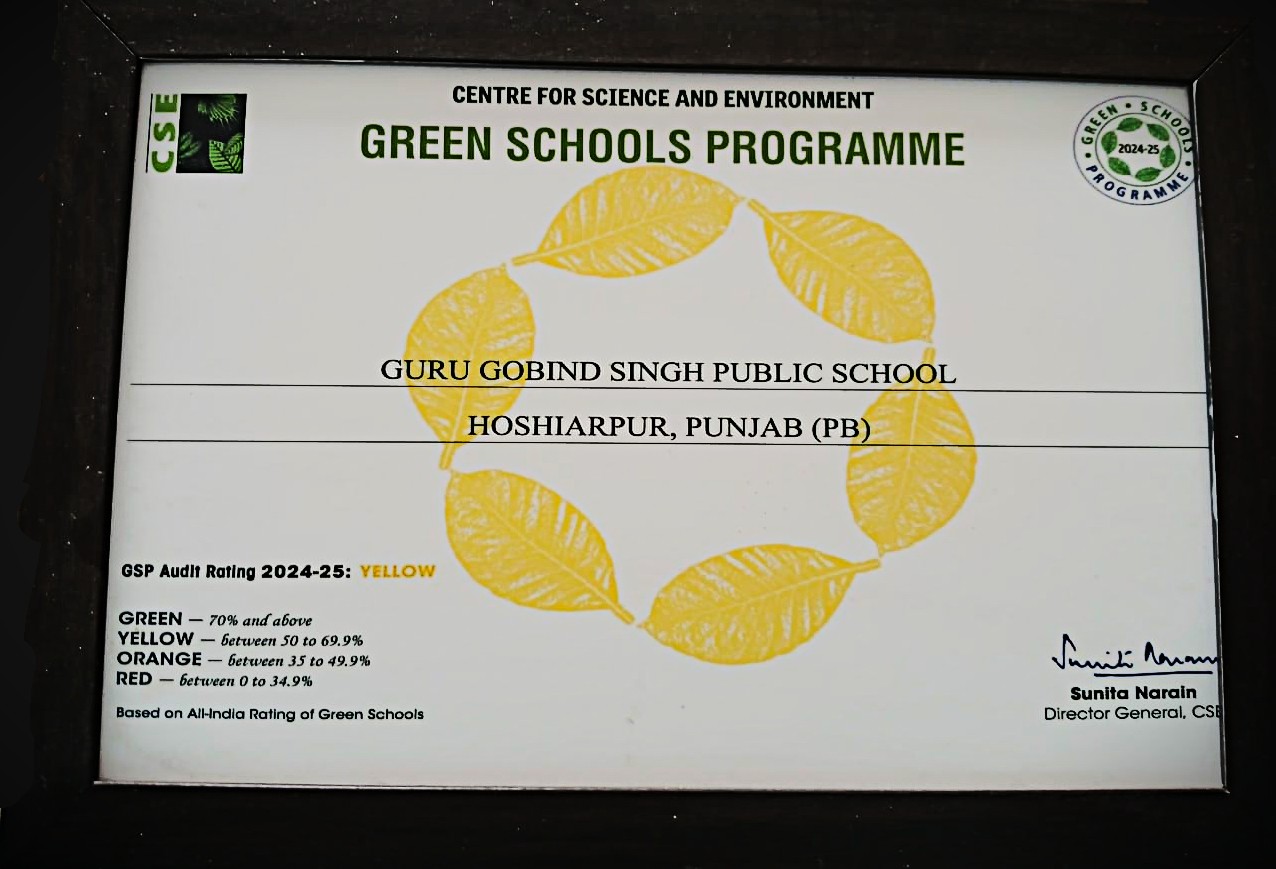 CSE
CENTRE FOR SCIENCE AND ENVIRONMENT
GREEN SCHOOLS PROGRAMME
GREEN • SCHOOLS
2024-25
PROGRAMME
GURU GOBIND SINGH PUBLIC SCHOOL
HOSHIARPUR, PUNJAB (PB)
GSP Audit Rating 2024-25: YELLOW
GREEN — 70% and above
YELLOW — between 50 to 69.9%
ORANGE — between 35 to 49.9%
RED — between 0 to 34.9%
Based on All-India Rating of Green Schools
Sunita Narain
Sunita Narain
Director General, CSE